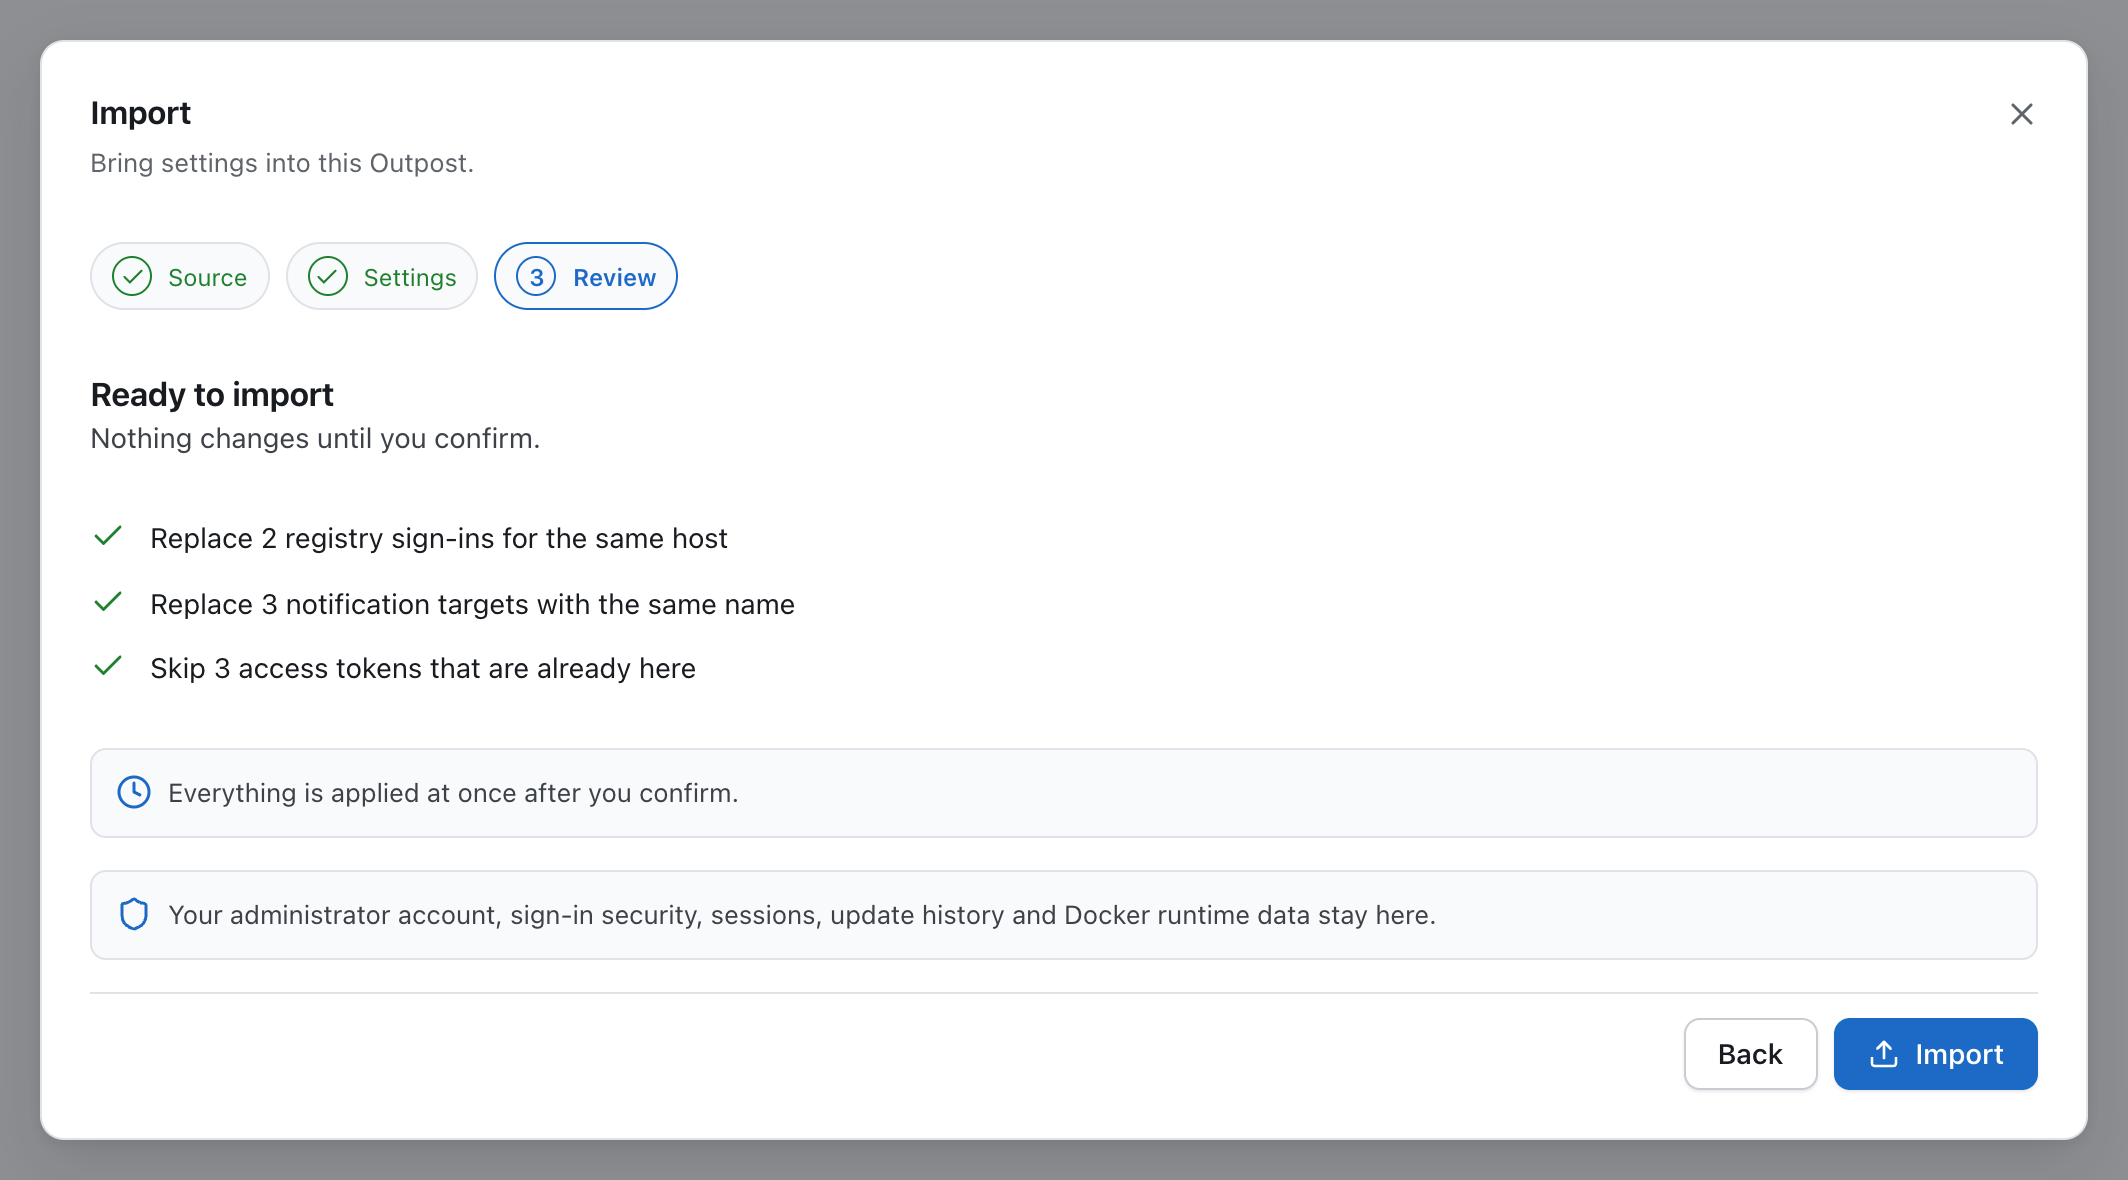 Import
Bring settings into this Outpost.
Source
Settings
3 Review
Ready to import
Nothing changes until you confirm.
Replace 2 registry sign-ins for the same host
Replace 3 notification targets with the same name
Skip 3 access tokens that are already here
Everything is applied at once after you confirm.
Your administrator account, sign-in security, sessions, update history and Docker runtime data stay here.
Back
Import